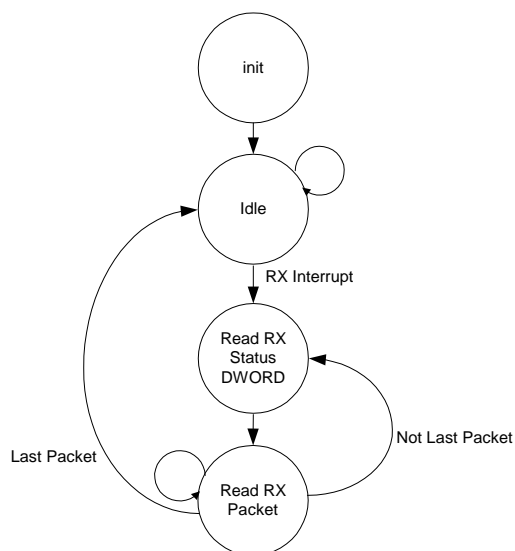 init
Idle
RX Interrupt
Read RX
Status
DWORD
Not Last Packet
Last Packet
Read RX
Packet